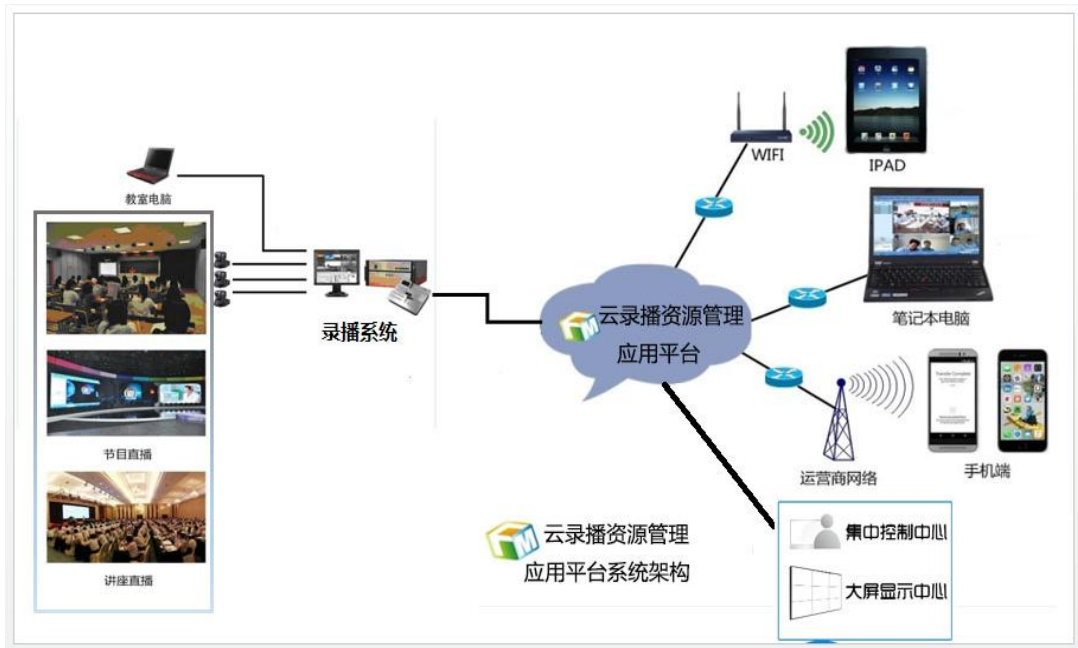 教室电脑
节目直播
讲座直播
录播系统
云录播资源管理
应用平台
WIFI
IPAD
笔记本电脑
运营商网络
手机端
集中控制中心
大屏显示中心
云录播资源管理
应用平台系统架构